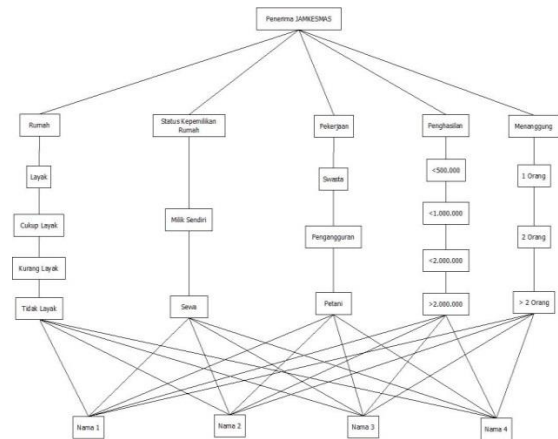 Penerima JAMKESMAS
Rumah
Status Kepemilikan
Rumah
Pekerjaan
Penghasilan
Menanggung
Layak
Swasta
<500.000
1 Orang
Cukup Layak
Milik Sendiri
Pengangguran
<1.000.000
2 Orang
Kurang Layak
<2.000.000
Tidak Layak
Sewa
Petani
>2.000.000
> 2 Orang
Nama 1
Nama 2
Nama 3
Nama 4